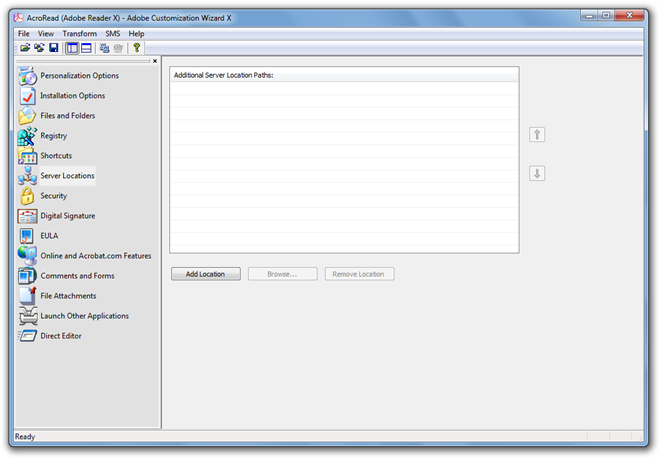 AcroRead (Adobe Reader X) - Adobe Customization Wizard X
File View Transform SMS Help
Personalization Options
Installation Options
Files and Folders
Registry
Shortcuts
Server Locations
Security
Digital Signature
EULA
Online and Acrobat.com Features
Comments and Forms
File Attachments
Launch Other Applications
Direct Editor
Additional Server Location Paths:
Add Location Browse... Remove Location
Ready